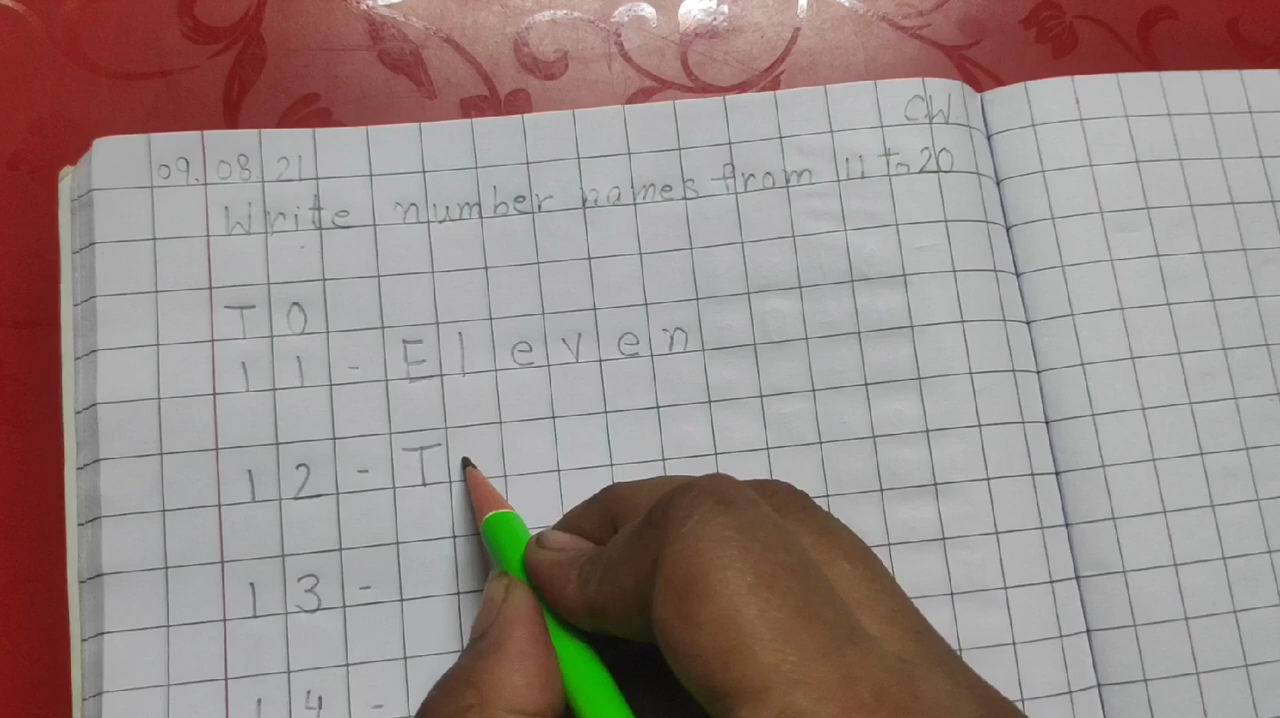 CW
09.08.21
Write number names from 11 to 20
T O
11 - Eleven
12 - T
13 -
14 -